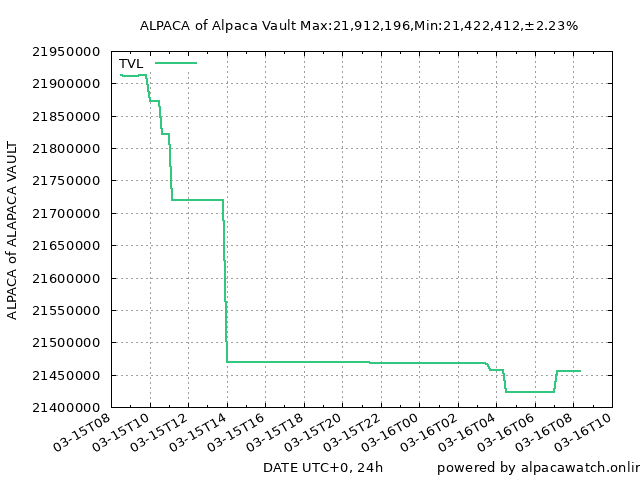 ALPACA of Alpaca Vault Max:21,912,196,Min:21,422,412,±2.23%
21950000
21900000
21850000
21800000
21750000
21700000
21650000
21600000
21550000
21500000
21450000
21400000
TVL
ALPACA of ALAPACA VAULT
03-15T08
03-15T10
03-15T12
03-15T14
03-15T16
03-15T18
03-15T20
03-15T22
03-16T00
03-16T02
03-16T04
03-16T06
03-16T08
03-16T10
DATE UTC+0, 24h
powered by alpacawatch.onlin